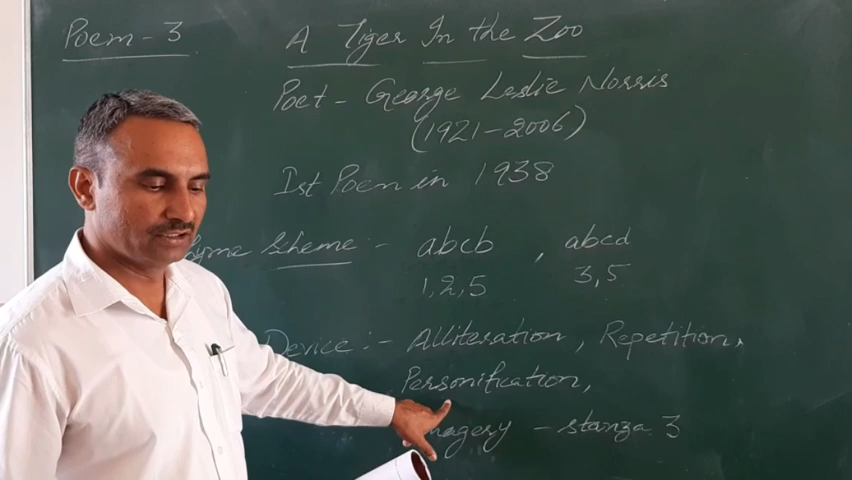 Poem - 3
A Tiger In the Zoo
Poet - George Leslie Norris
(1921-2006)
Ist Poem in 1938
Scheme :- abcb , abcd
1,2,5 3,5
Device :- Alliteration, Repetition,
Personification,
- stanza 3